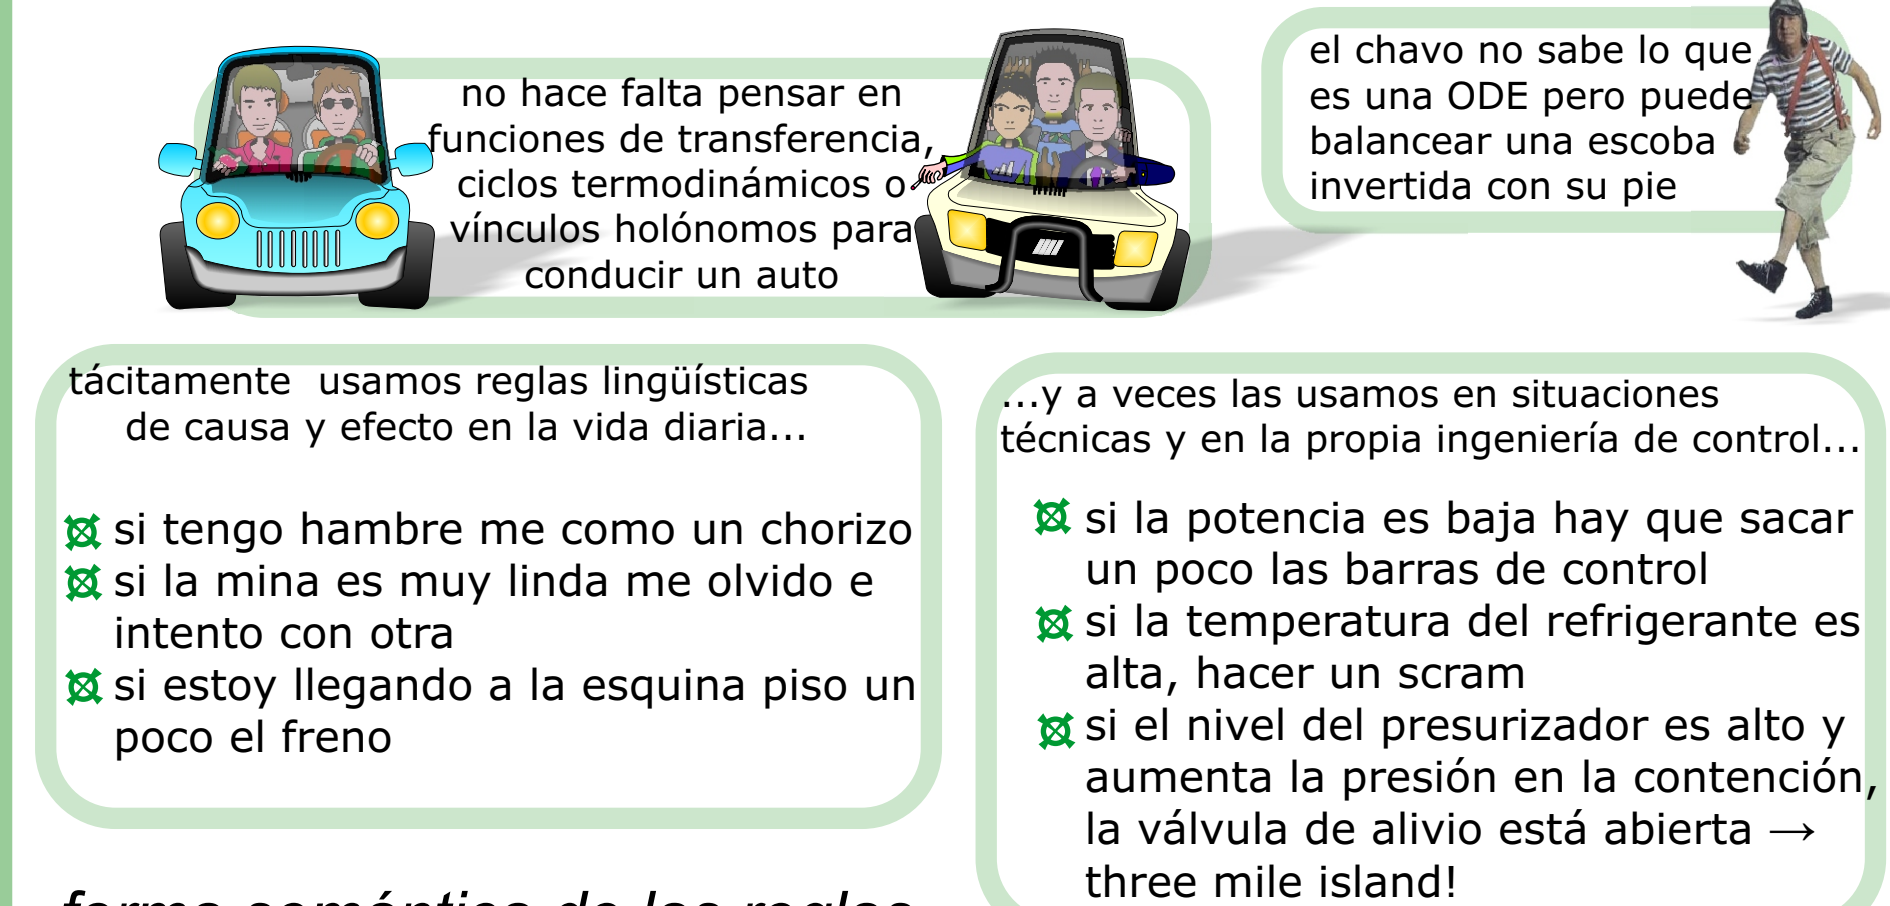 no hace falta pensar en
funciones de transferencia,
ciclos termodinámicos o
vínculos holónomos para
conducir un auto
el chavo no sabe lo que
es una ODE pero puede
balancear una escoba
invertida con su pie
tácitamente usamos reglas lingüísticas
de causa y efecto en la vida diaria...
si tengo hambre me como un chorizo
si la mina es muy linda me olvido e
intento con otra
si estoy llegando a la esquina piso un
poco el freno
...y a veces las usamos en situaciones
técnicas y en la propia ingeniería de control...
si la potencia es baja hay que sacar
un poco las barras de control
si la temperatura del refrigerante es
alta, hacer un scram
si el nivel del presurizador es alto y
aumenta la presión en la contención,
la válvula de alivio está abierta →
three mile island!
forma semántica de las reglas